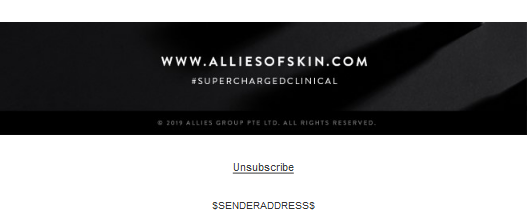 WWW.ALLIESOFSKIN.COM
#SUPERCHARGEDCLINICAL
© 2019 ALLIES GROUP PTE LTD. ALL RIGHTS RESERVED.
Unsubscribe
$SENDERADDRESS$